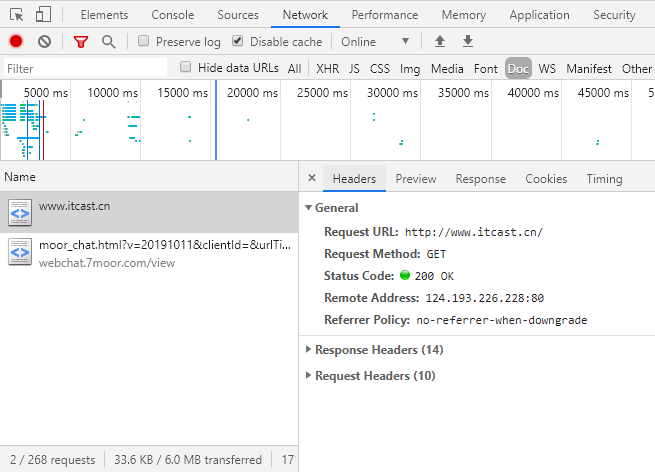 Elements Console Sources Network Performance Memory Application Security
Preserve log Disable cache Online
Filter Hide data URLs All XHR JS CSS Img Media Font Doc WS Manifest Other
5000 ms 10000 ms 15000 ms 20000 ms 25000 ms 30000 ms 35000 ms 40000 ms 45000 ms 5
Name
www.itcast.cn
moor_chat.html?v=20191011&clientId=&urlTi...
webchat.7moor.com/view
2 / 268 requests 33.6 KB / 6.0 MB transferred 17
× Headers Preview Response Cookies Timing
General
Request URL: http://www.itcast.cn/
Request Method: GET
Status Code: 200 OK
Remote Address: 124.193.226.228:80
Referrer Policy: no-referrer-when-downgrade
Response Headers (14)
Request Headers (10)